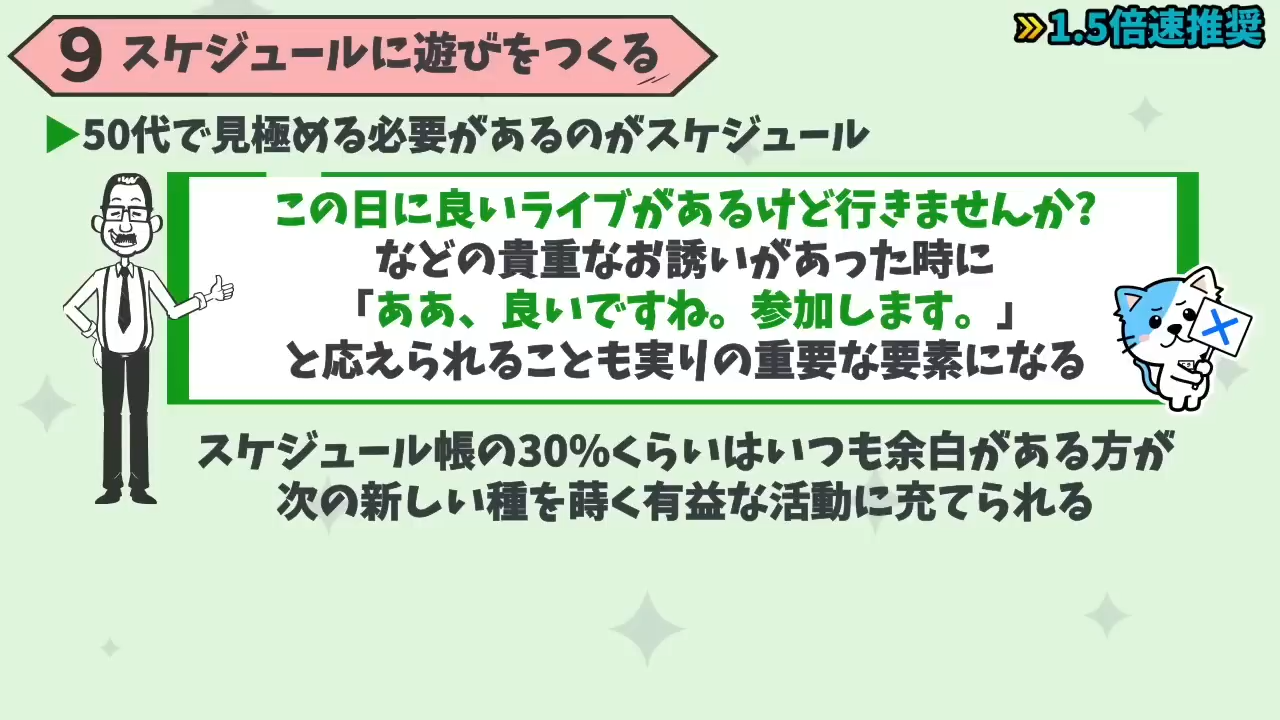 9 スケジュールに遊びをつくる
»1.5倍速推奨
▶50代で見極める必要があるのがスケジュール
この日に良いライブがあるけど行きませんか?
などの貴重なお誘いがあった時に
「ああ、良いですね。参加します。」
と応えられることも実りの重要な要素になる
スケジュール帳の30%くらいはいつも余白がある方が
次の新しい種を蒔く有益な活動に充てられる